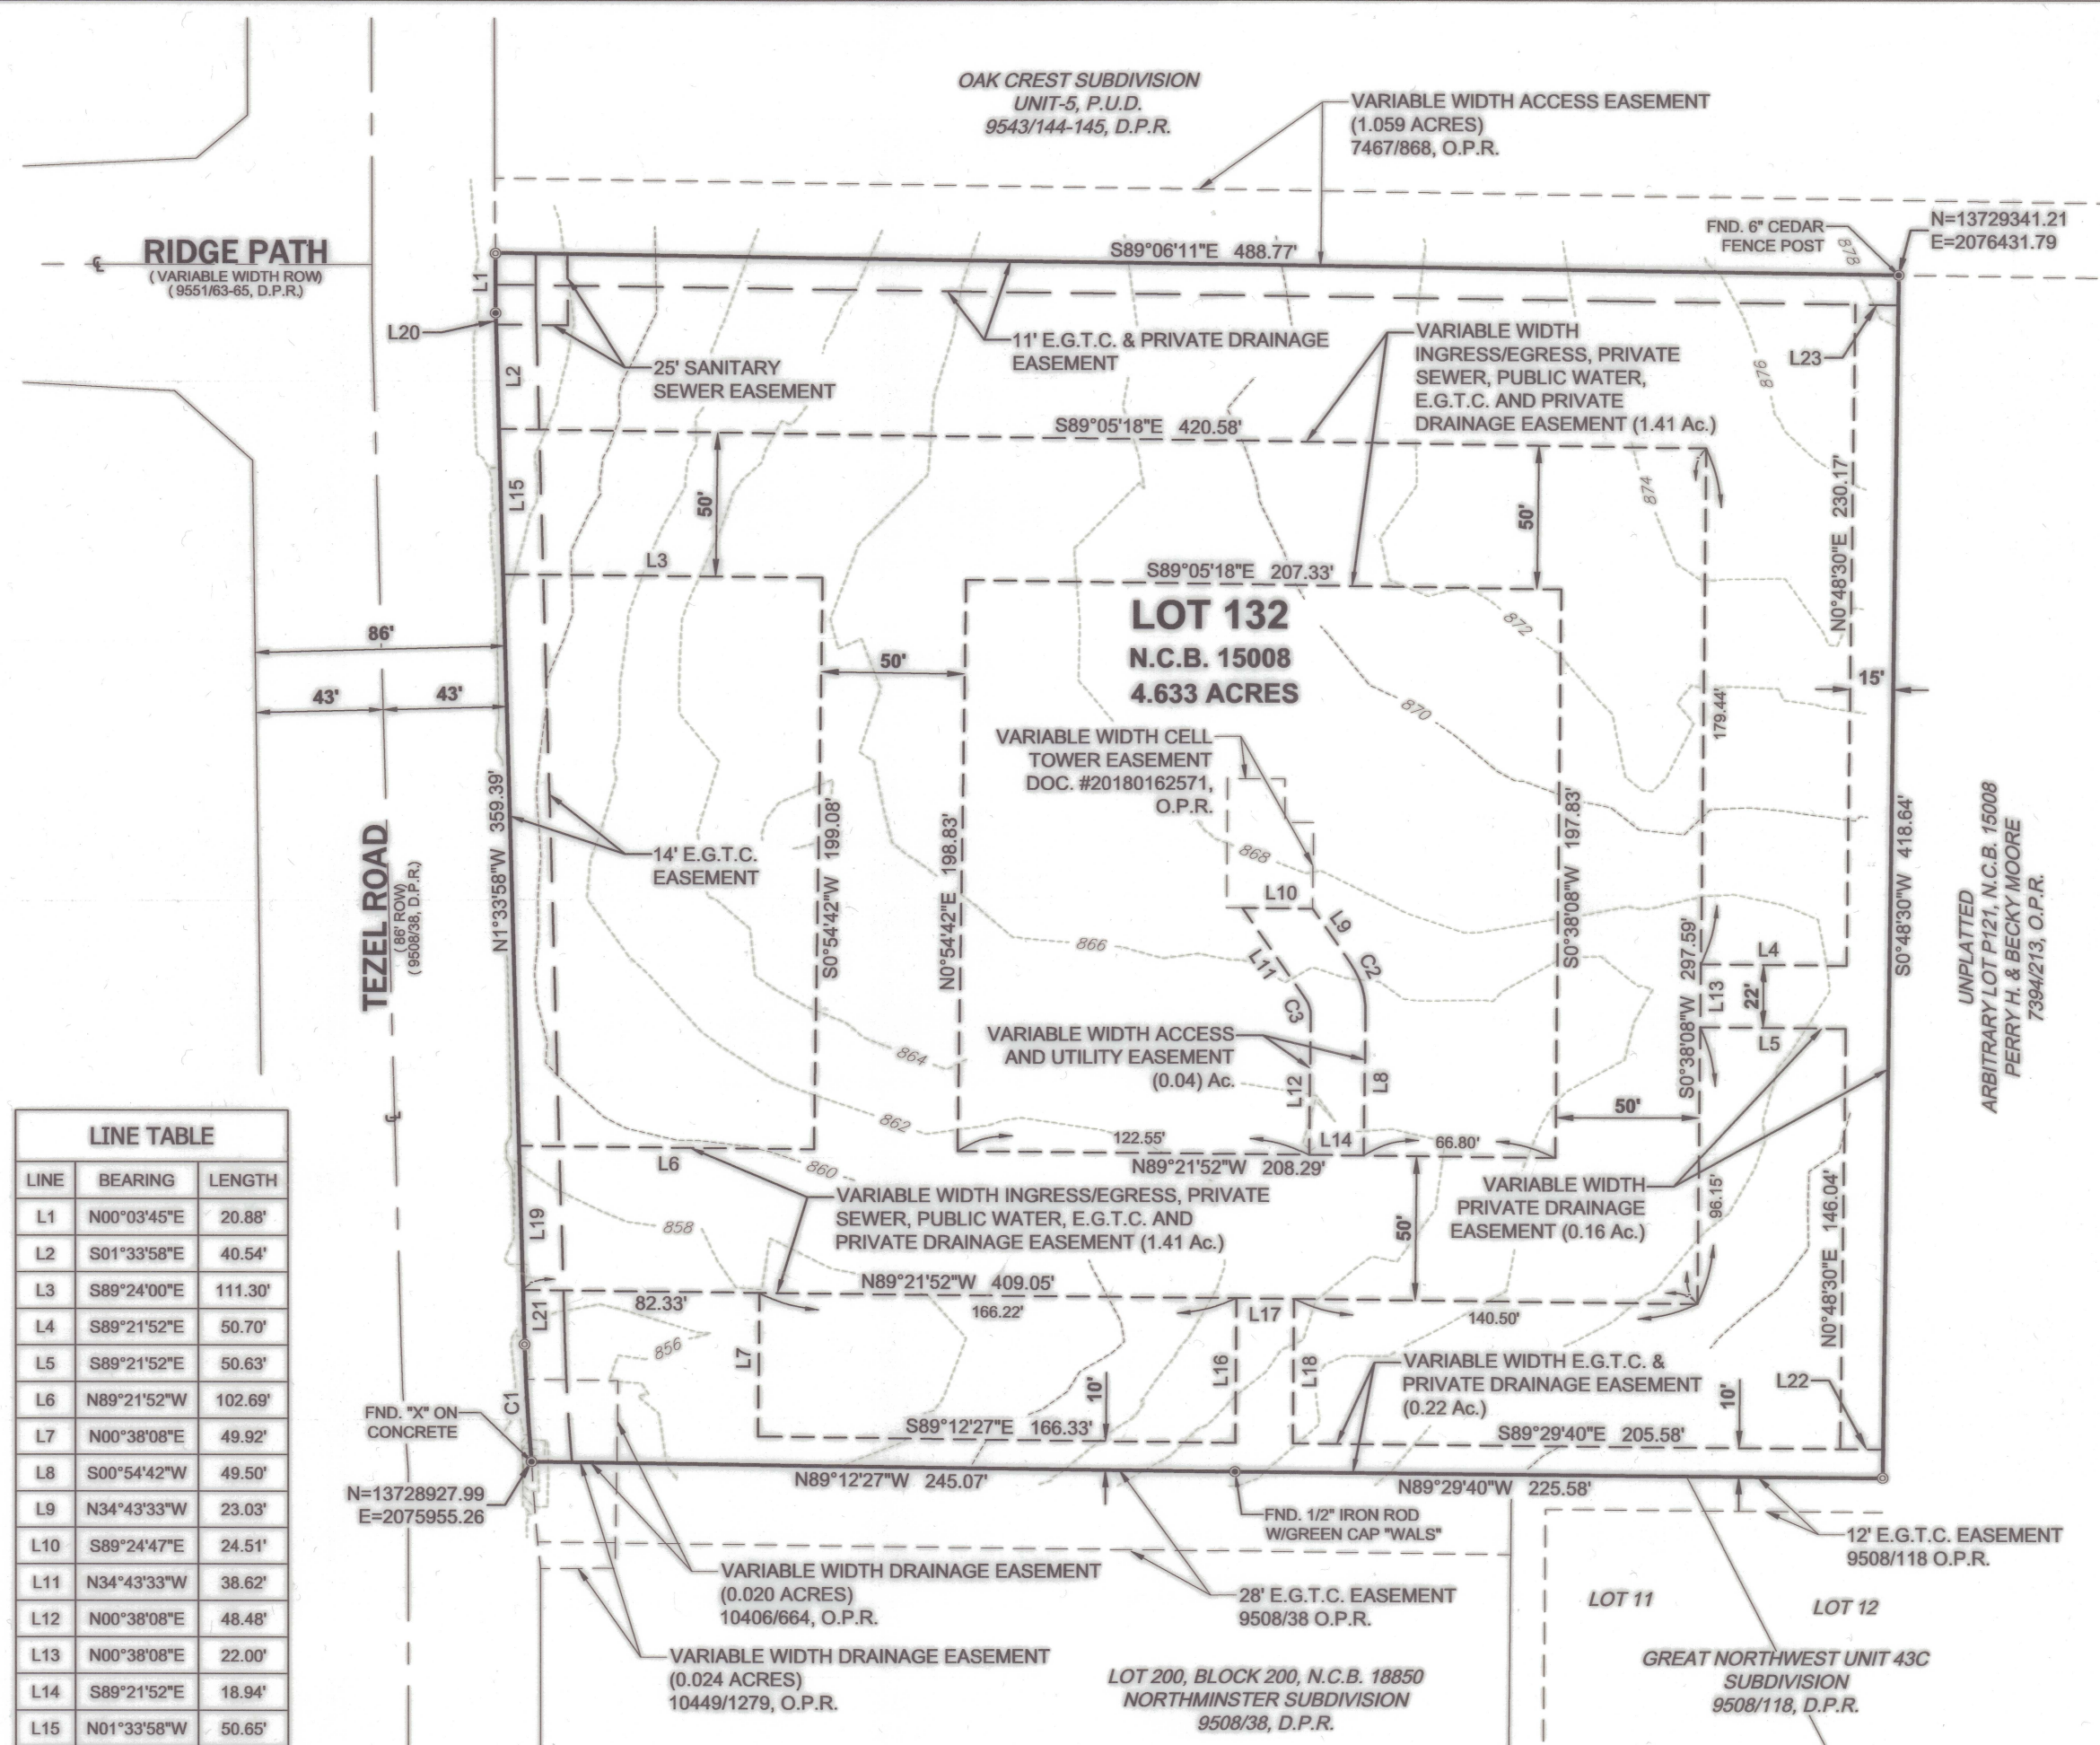 OAK CREST SUBDIVISION
UNIT-5, P.U.D.
9543/144-145, D.P.R.
VARIABLE WIDTH ACCESS EASEMENT
(1.059 ACRES)
7467/868, O.P.R.
RIDGE PATH
( VARIABLE WIDTH ROW)
( 9551/63-65, D.P.R.)
FND. 6" CEDAR
FENCE POST
N=13729341.21
E=2076431.79
878
S89°06'11"E 488.77'
L1
L20
L2
25' SANITARY
SEWER EASEMENT
11' E.G.T.C. & PRIVATE DRAINAGE
EASEMENT
VARIABLE WIDTH
INGRESS/EGRESS, PRIVATE
SEWER, PUBLIC WATER,
E.G.T.C. AND PRIVATE
DRAINAGE EASEMENT (1.41 Ac.)
L23
876
S89°05'18"E 420.58'
L15
50'
50'
874
N0°48'30"E 230.17'
L3
S89°05'18"E 207.33'
LOT 132
N.C.B. 15008
4.633 ACRES
872
86'
43'
43'
50'
15'
870
179.44'
VARIABLE WIDTH CELL
TOWER EASEMENT
DOC. #20180162571,
O.P.R.
868
N1°33'58"W 359.39'
14' E.G.T.C.
EASEMENT
S0°54'42"W 199.08'
N0°54'42"E 198.83'
S0°38'08"W 197.83'
S0°38'08"W 297.59'
S0°48'30"W 418.64'
TEZEL ROAD
( 86' ROW)
( 9508/38, D.P.R.)
UNPLATTED
ARBITRARY LOT P121, N.C.B. 15008
PERRY H. & BECKY MOORE
7394/213, O.P.R.
L10
L9
L11
C2
C3
866
L4
L13
22'
L5
864
VARIABLE WIDTH ACCESS
AND UTILITY EASEMENT
(0.04) Ac.
L12
L8
862
122.55'
L14
66.80'
50'
L6
860
N89°21'52"W 208.29'
VARIABLE WIDTH INGRESS/EGRESS, PRIVATE
SEWER, PUBLIC WATER, E.G.T.C. AND
PRIVATE DRAINAGE EASEMENT (1.41 Ac.)
VARIABLE WIDTH
PRIVATE DRAINAGE
EASEMENT (0.16 Ac.)
96.15'
N0°48'30"E 146.04'
L19
858
50'
N89°21'52"W 409.05'
L21
82.33'
166.22'
L17
140.50'
856
L7
L16
L18
VARIABLE WIDTH E.G.T.C. &
PRIVATE DRAINAGE EASEMENT
(0.22 Ac.)
L22
C1
10'
10'
FND. "X" ON
CONCRETE
S89°12'27"E 166.33'
S89°29'40"E 205.58'
N=13728927.99
E=2075955.26
N89°12'27"W 245.07'
N89°29'40"W 225.58'
FND. 1/2" IRON ROD
W/GREEN CAP "WALS"
12' E.G.T.C. EASEMENT
9508/118 O.P.R.
VARIABLE WIDTH DRAINAGE EASEMENT
(0.020 ACRES)
10406/664, O.P.R.
28' E.G.T.C. EASEMENT
9508/38 O.P.R.
LOT 11
LOT 12
VARIABLE WIDTH DRAINAGE EASEMENT
(0.024 ACRES)
10449/1279, O.P.R.
LOT 200, BLOCK 200, N.C.B. 18850
NORTHMINSTER SUBDIVISION
9508/38, D.P.R.
GREAT NORTHWEST UNIT 43C
SUBDIVISION
9508/118, D.P.R.
LINE TABLE
LINE BEARING LENGTH
L1 N00°03'45"E 20.88'
L2 S01°33'58"E 40.54'
L3 S89°24'00"E 111.30'
L4 S89°21'52"E 50.70'
L5 S89°21'52"E 50.63'
L6 N89°21'52"W 102.69'
L7 N00°38'08"E 49.92'
L8 S00°54'42"W 49.50'
L9 N34°43'33"W 23.03'
L10 S89°24'47"E 24.51'
L11 N34°43'33"W 38.62'
L12 N00°38'08"E 48.48'
L13 N00°38'08"E 22.00'
L14 S89°21'52"E 18.94'
L15 N01°33'58"W 50.65'